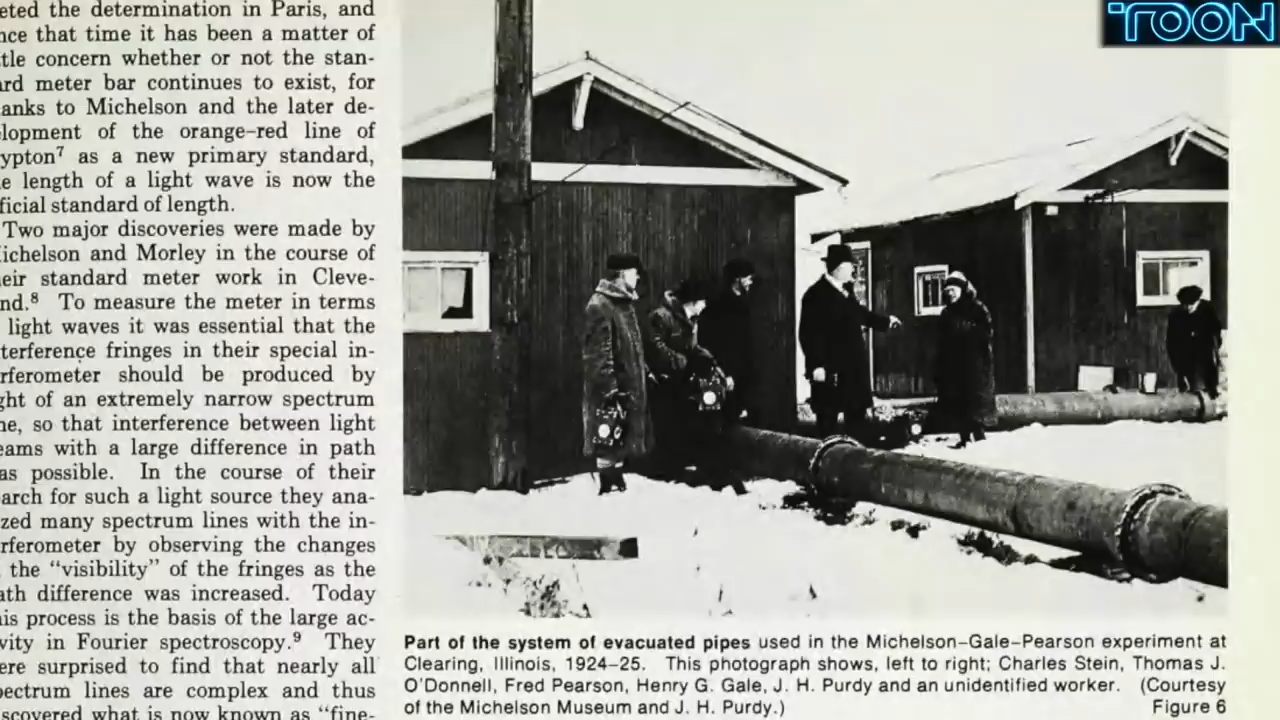 eted the determination in Paris, and
nce that time it has been a matter of
tle concern whether or not the stan-
rd meter bar continues to exist, for
anks to Michelson and the later de-
lopment of the orange–red line of
ypton⁷ as a new primary standard,
e length of a light wave is now the
ficial standard of length.
Two major discoveries were made by
ichelson and Morley in the course of
eir standard meter work in Cleve-
nd.⁸ To measure the meter in terms
light waves it was essential that the
terference fringes in their special in-
rferometer should be produced by
ght of an extremely narrow spectrum
ne, so that interference between light
eams with a large difference in path
as possible. In the course of their
arch for such a light source they ana-
zed many spectrum lines with the in-
rferometer by observing the changes
the "visibility" of the fringes as the
ath difference was increased. Today
is process is the basis of the large ac-
vity in Fourier spectroscopy.⁹ They
ere surprised to find that nearly all
pectrum lines are complex and thus
scovered what is now known as "fine-
TOON
Part of the system of evacuated pipes used in the Michelson–Gale–Pearson experiment at
Clearing, Illinois, 1924–25. This photograph shows, left to right; Charles Stein, Thomas J.
O'Donnell, Fred Pearson, Henry G. Gale, J. H. Purdy and an unidentified worker. (Courtesy
of the Michelson Museum and J. H. Purdy.) Figure 6